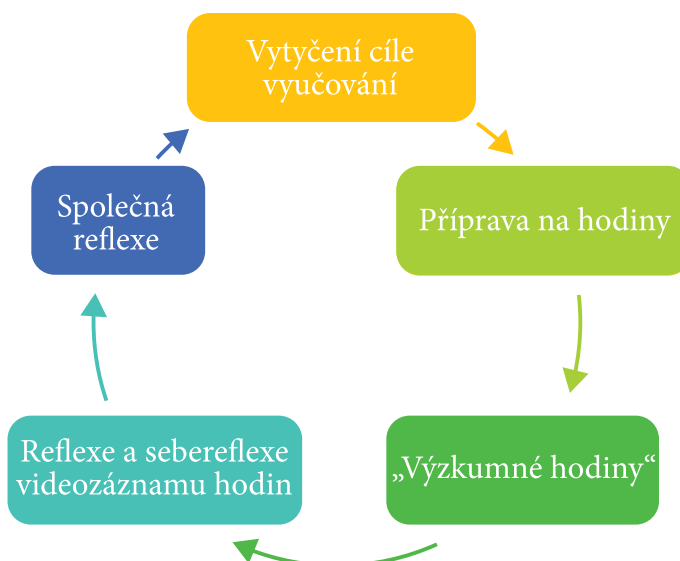 Vytyčení cíle
vyučování
Příprava na hodiny
„Výzkumné hodiny“
Reflexe a sebereflexe
videozáznamu hodin
Společná
reflexe